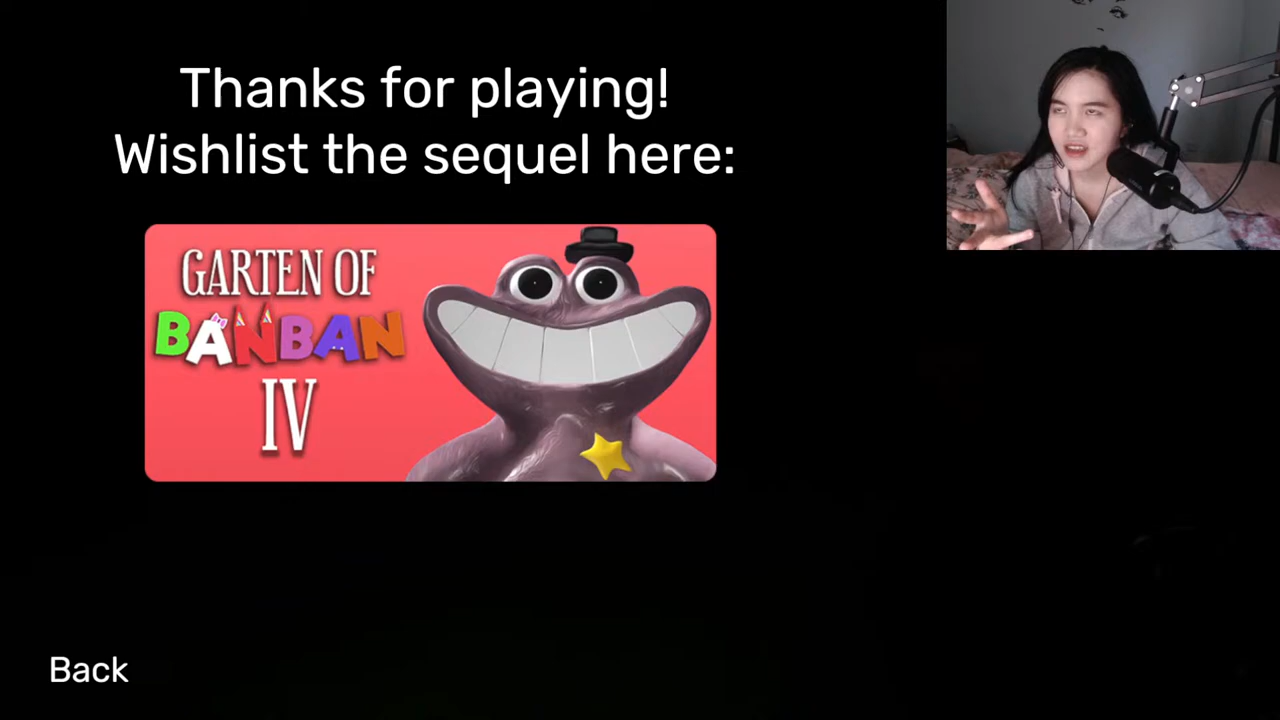 Thanks for playing!
Wishlist the sequel here:
GARTEN OF
BANBAN
IV
Back